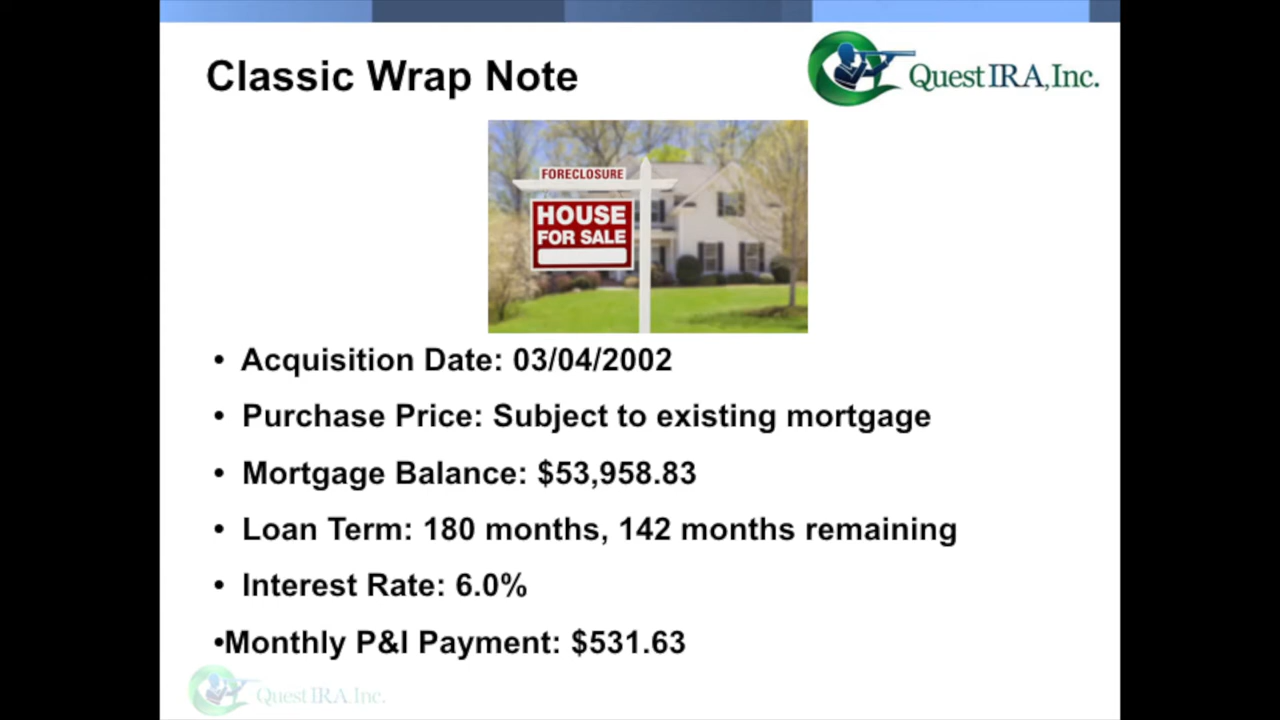 Classic Wrap Note
Quest IRA, Inc.
FORECLOSURE
HOUSE
FOR SALE
• Acquisition Date: 03/04/2002
• Purchase Price: Subject to existing mortgage
• Mortgage Balance: $53,958.83
• Loan Term: 180 months, 142 months remaining
• Interest Rate: 6.0%
•Monthly P&I Payment: $531.63
Quest IRA, Inc.